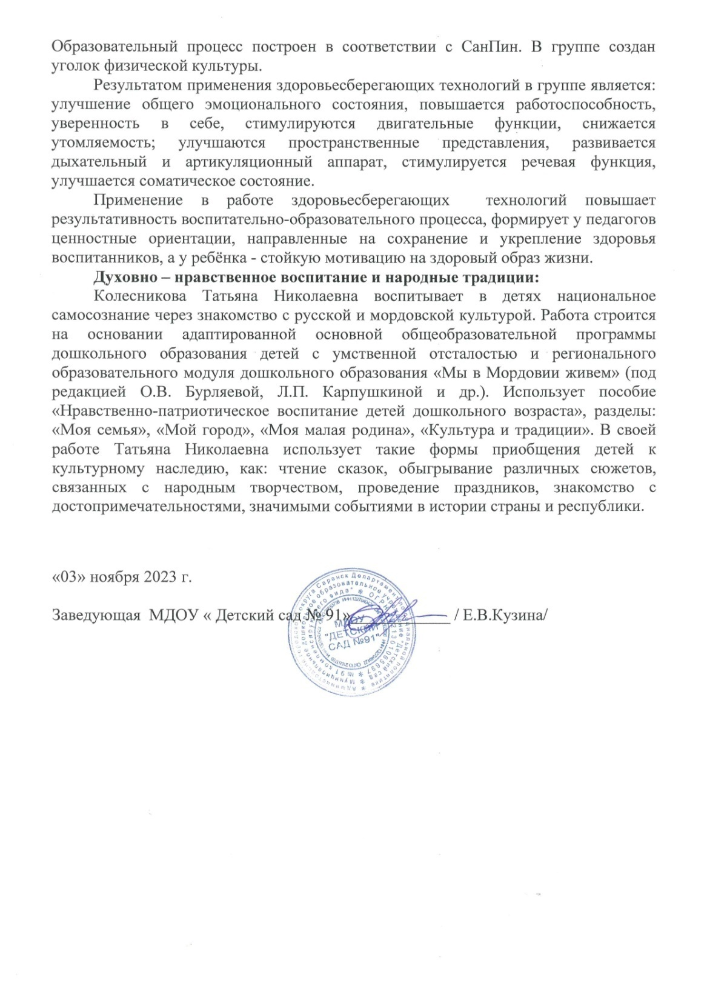 Образовательный процесс построен в соответствии с СанПин. В группе создан
уголок физической культуры.
Результатом применения здоровьесберегающих технологий в группе является:
улучшение общего эмоционального состояния, повышается работоспособность,
уверенность в себе, стимулируются двигательные функции, снижается
утомляемость; улучшаются пространственные представления, развивается
дыхательный и артикуляционный аппарат, стимулируется речевая функция,
улучшается соматическое состояние.
Применение в работе здоровьесберегающих технологий повышает
результативность воспитательно-образовательного процесса, формирует у педагогов
ценностные ориентации, направленные на сохранение и укрепление здоровья
воспитанников, а у ребёнка - стойкую мотивацию на здоровый образ жизни.
Духовно – нравственное воспитание и народные традиции:
Колесникова Татьяна Николаевна воспитывает в детях национальное
самосознание через знакомство с русской и мордовской культурой. Работа строится
на основании адаптированной основной общеобразовательной программы
дошкольного образования детей с умственной отсталостью и регионального
образовательного модуля дошкольного образования «Мы в Мордовии живем» (под
редакцией О.В. Бурляевой, Л.П. Карпушкиной и др.). Использует пособие
«Нравственно-патриотическое воспитание детей дошкольного возраста», разделы:
«Моя семья», «Мой город», «Моя малая родина», «Культура и традиции». В своей
работе Татьяна Николаевна использует такие формы приобщения детей к
культурному наследию, как: чтение сказок, обыгрывание различных сюжетов,
связанных с народным творчеством, проведение праздников, знакомство с
достопримечательностями, значимыми событиями в истории страны и республики.
«03» ноября 2023 г.
Заведующая МДОУ « Детский сад № 91»____________ / Е.В.Кузина/
МДОУ
"ДЕТСКИЙ
САД №91"